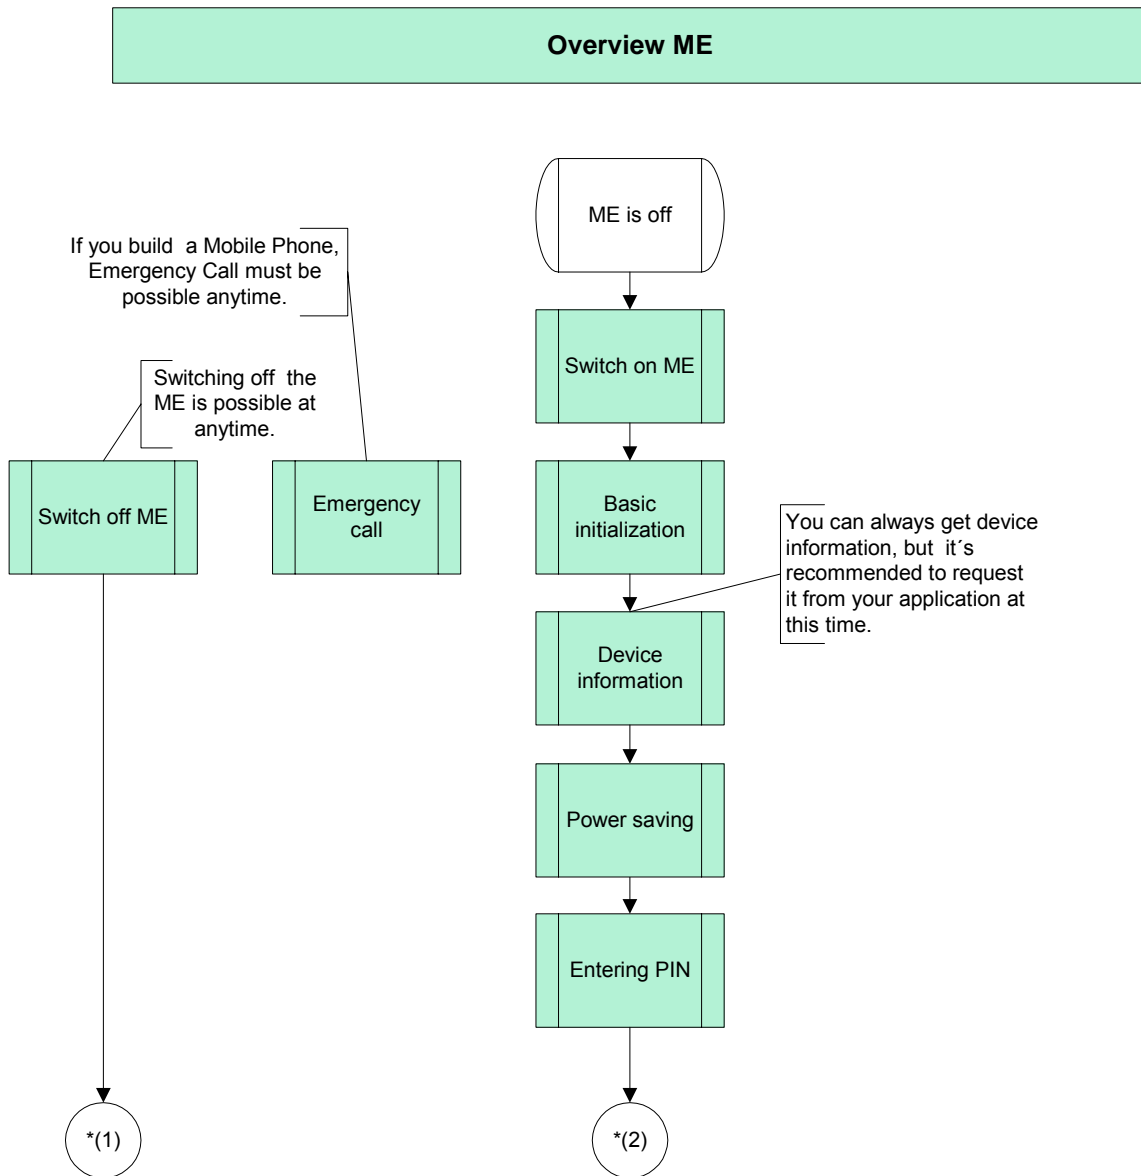 Overview ME
ME is off
If you build  a Mobile Phone,
Emergency Call must be
possible anytime.
Switch on ME
Switching off  the
ME is possible at
anytime.
Switch off ME
Emergency
call
Basic
initialization
You can always get device
information, but  it´s
recommended to request
it from your application at
this time.
Device
information
Power saving
Entering PIN
*(1)
*(2)